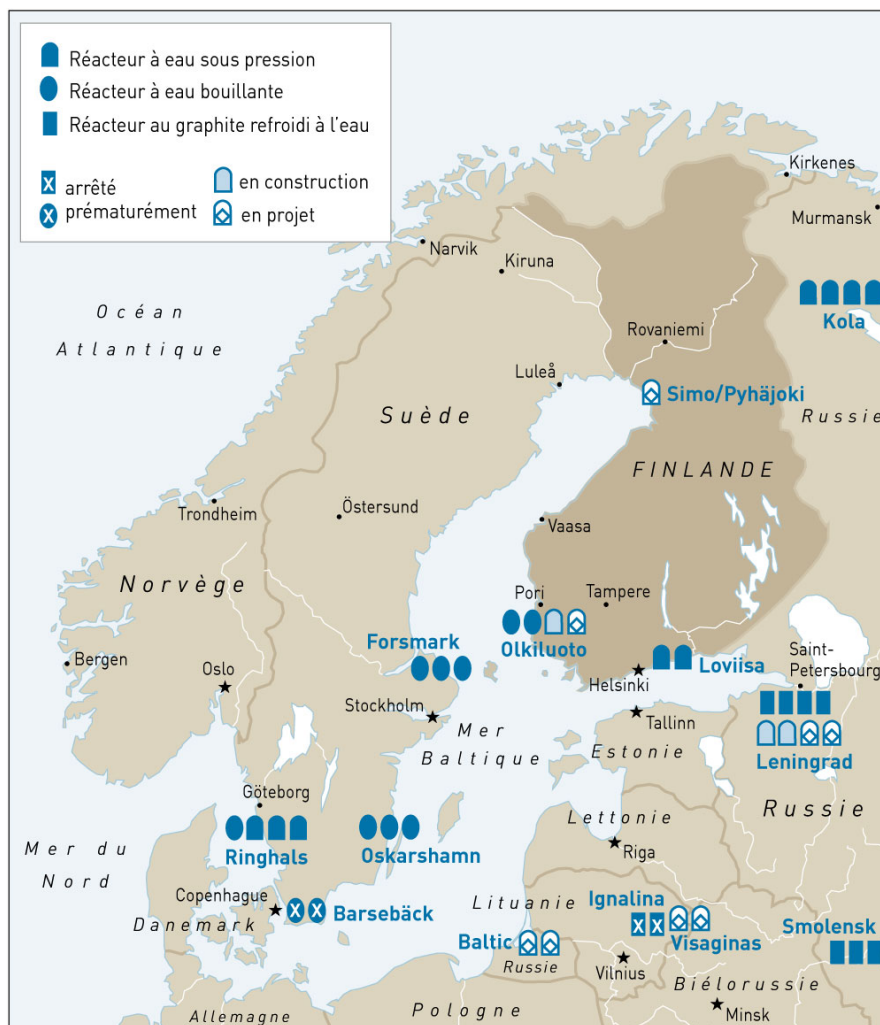 Réacteur à eau sous pression
Réacteur à eau bouillante
Réacteur au graphite refroidi à l'eau
arrêté
prématurément
en construction
en projet
Kirkenes
Murmansk
Narvik
Kiruna
Océan
Atlantique
Kola
Rovaniemi
Luleå
Simo/Pyhäjoki
Suède
Russie
FINLANDE
Trondheim
Östersund
Vaasa
Norvège
Pori
Tampere
Forsmark
Olkiluoto
Bergen
Oslo
Loviisa
Saint-
Petersbourg
Helsinki
Stockholm
Tallinn
Mer
Baltique
Estonie
Leningrad
Göteborg
Russie
Lettonie
Mer du
Nord
Ringhals
Oskarshamn
Riga
Copenhague
Danemark
Barsebäck
Lituanie
Ignalina
Visaginas
Smolensk
Baltic
Russie
Vilnius
Biélorussie
Minsk
Allemagne
Pologne